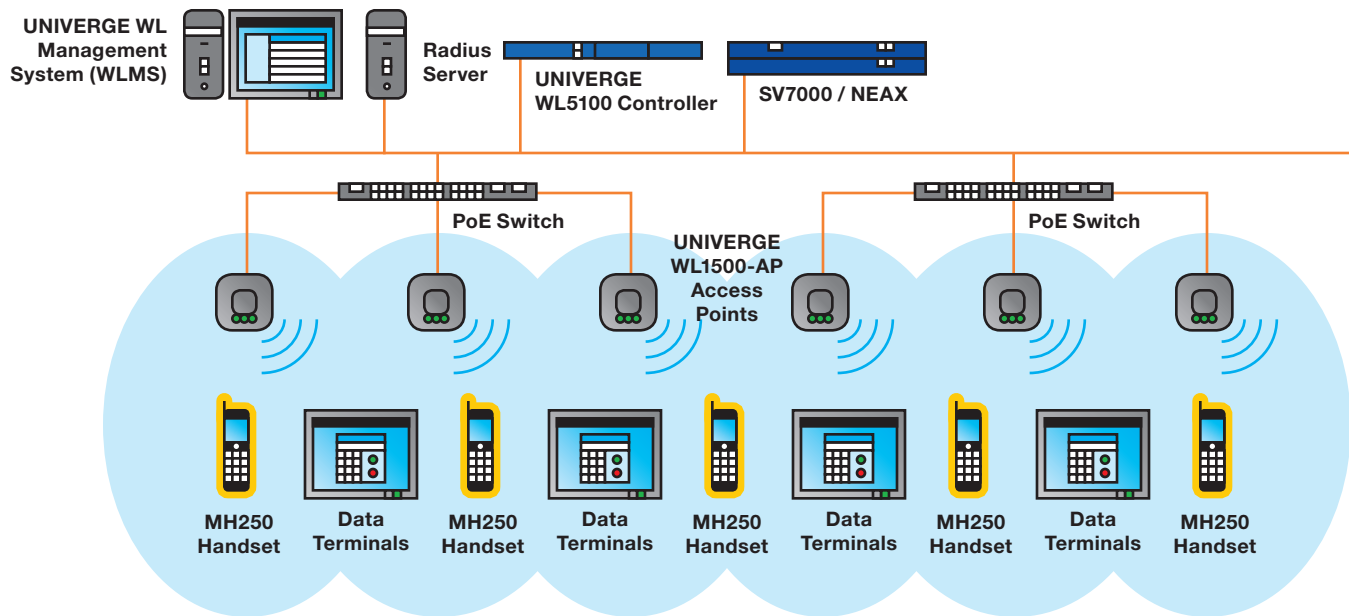 UNIVERGE WL
Management
System (WLMS)
Radius
Server
UNIVERGE
WL5100 Controller
SV7000 / NEAX
PoE Switch
PoE Switch
UNIVERGE
WL1500-AP
Access
Points
MH250
Handset
Data
Terminals
MH250
Handset
Data
Terminals
MH250
Handset
Data
Terminals
MH250
Handset
Data
Terminals
MH250
Handset